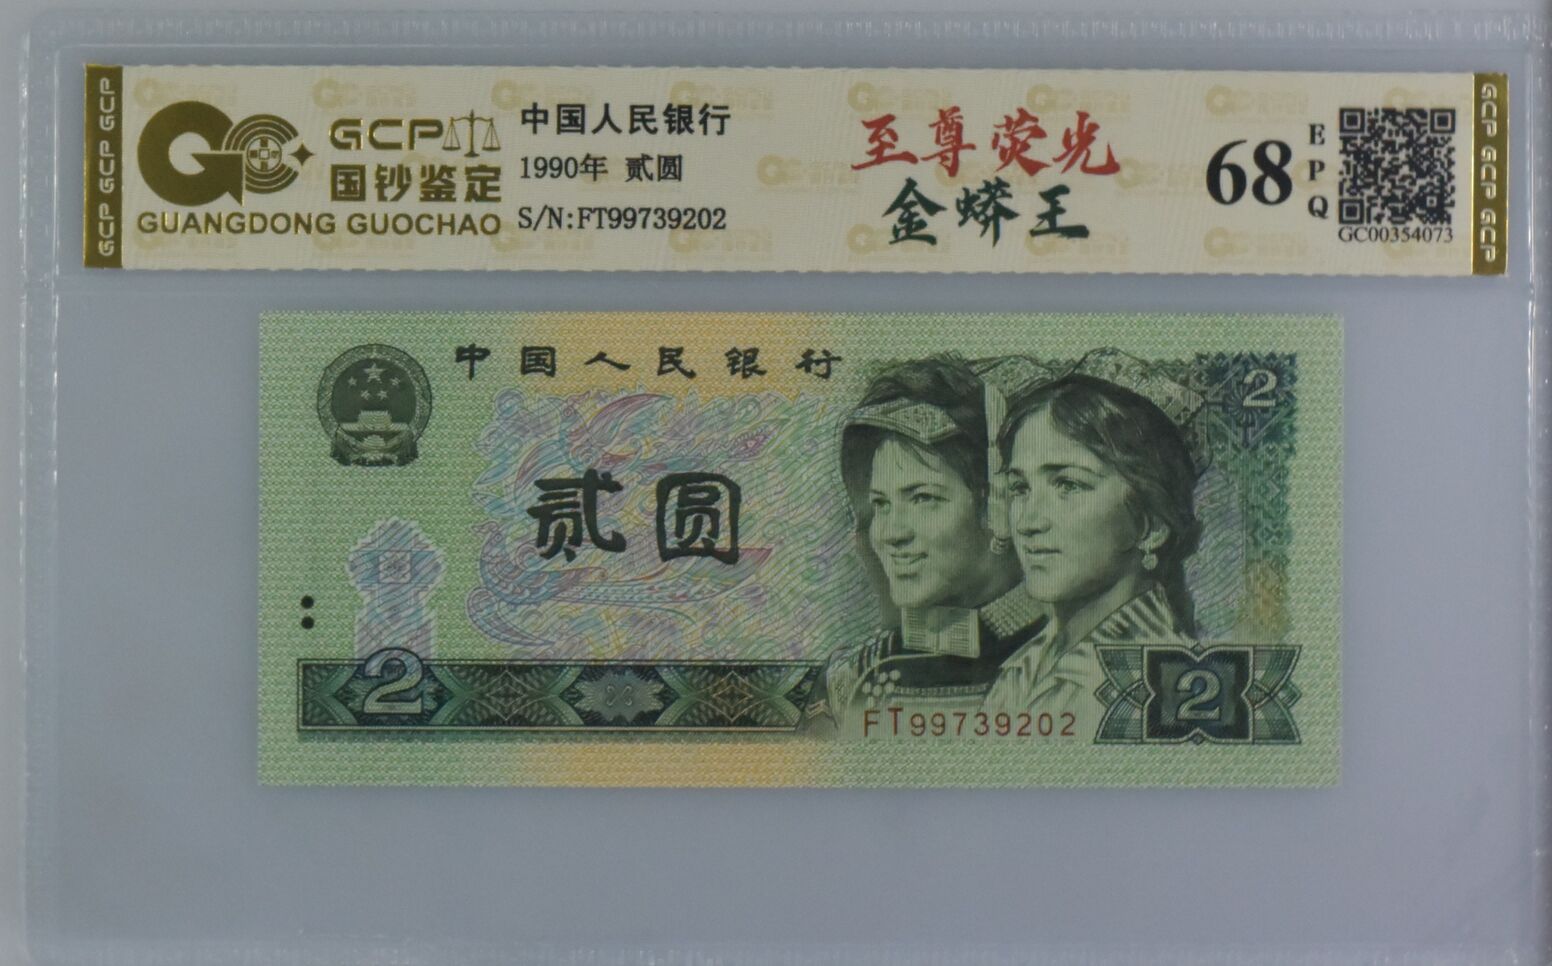 GCP GCP GCP
GCP
国钞鉴定
GUANGDONG GUOCHAO
中国人民银行
1990年 贰圆
S/N:FT99739202
至尊荧光
金蟒王
68
EPQ
GC00354073
GCP GCP GCP
中国人民银行
2
贰圆
2
FT99739202
2